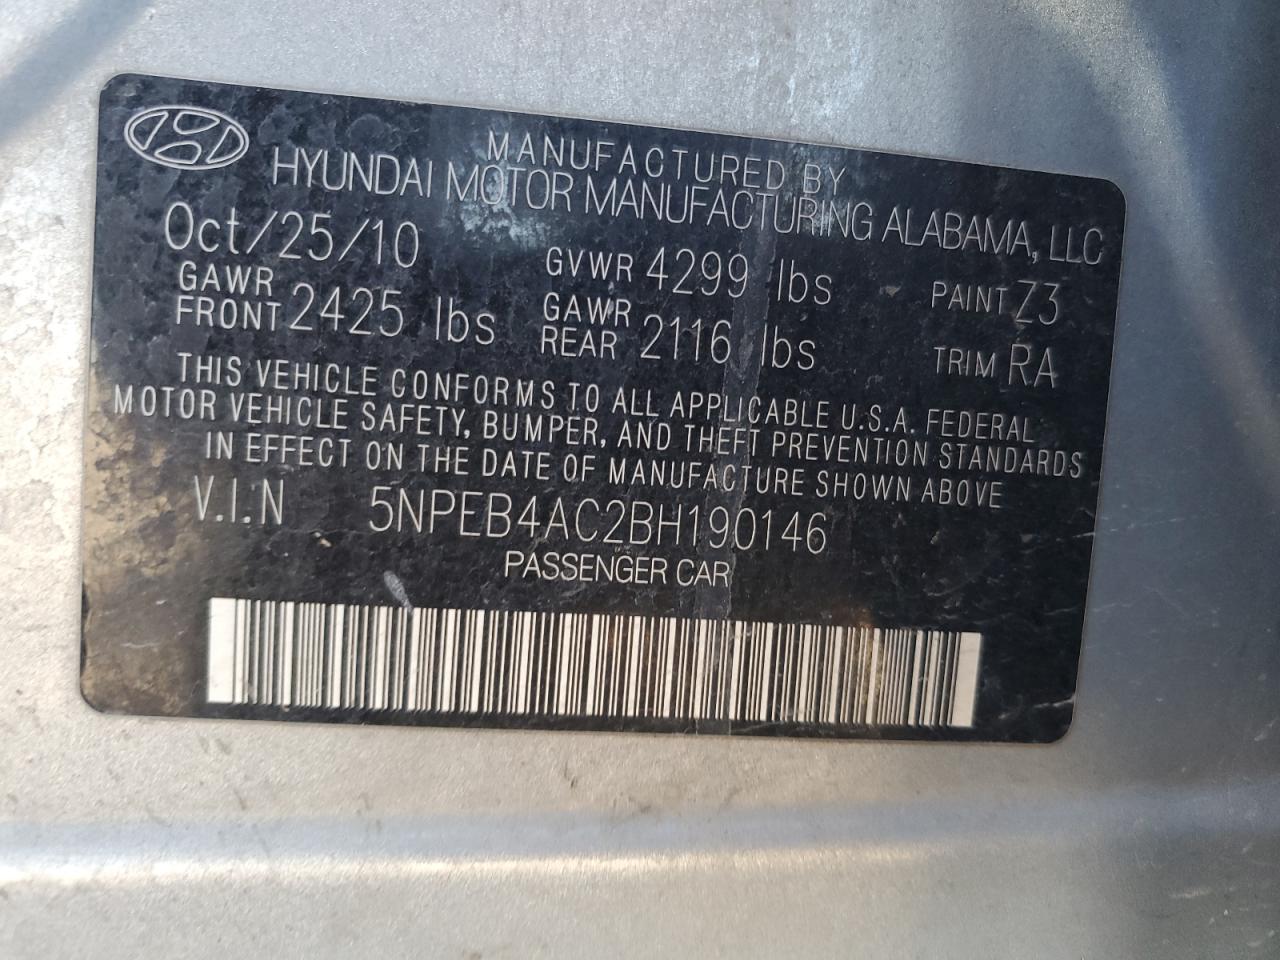 MANUFACTURED BY
HYUNDAI MOTOR MANUFACTURING ALABAMA, LLC
Oct/25/10 GVWR 4299 lbs PAINT Z3
GAWR FRONT 2425 lbs GAWR REAR 2116 lbs TRIM RA
THIS VEHICLE CONFORMS TO ALL APPLICABLE U.S.A. FEDERAL
MOTOR VEHICLE SAFETY, BUMPER, AND THEFT PREVENTION STANDARDS
IN EFFECT ON THE DATE OF MANUFACTURE SHOWN ABOVE
V.I.N 5NPEB4AC2BH190146
PASSENGER CAR